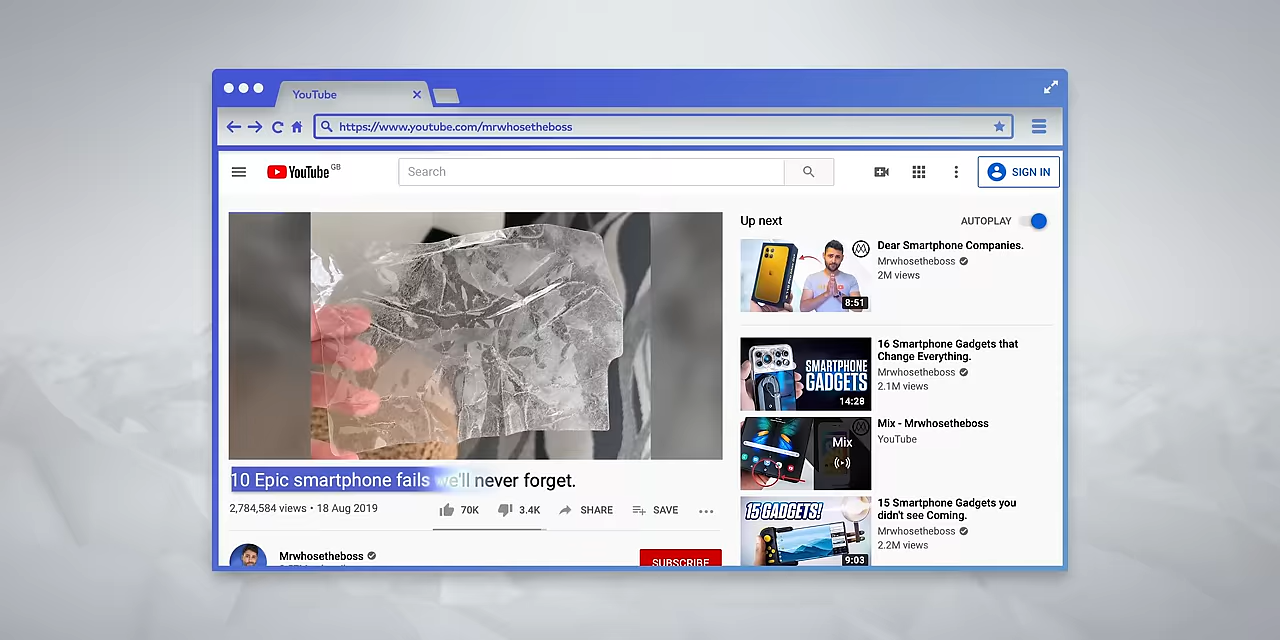 YouTube
https://www.youtube.com/mrwhosetheboss
YouTube GB
Search
SIGN IN
Up next
AUTOPLAY
Dear Smartphone Companies.
Mrwhosetheboss
2M views
8:51
16 Smartphone Gadgets that
Change Everything.
Mrwhosetheboss
2.1M views
SMARTPHONE
GADGETS
14:28
Mix - Mrwhosetheboss
YouTube
Mix
15 Smartphone Gadgets you
didn't see Coming.
Mrwhosetheboss
2.2M views
15 GADGETS!
9:03
10 Epic smartphone fails we'll never forget.
2,784,584 views • 18 Aug 2019
70K
3.4K
SHARE
SAVE
Mrwhosetheboss
SUBSCRIBE